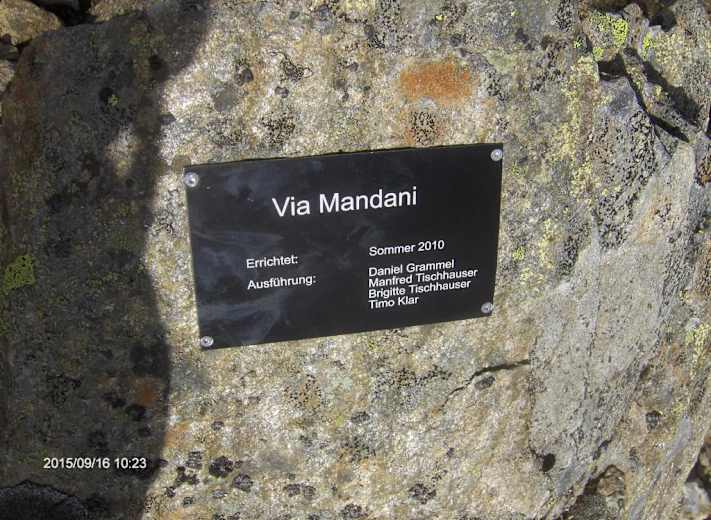 Via Mandani
Errichtet: Sommer 2010
Ausführung: Daniel Grammel
Manfred Tischhauser
Brigitte Tischhauser
Timo Klar
2015/09/16 10:23